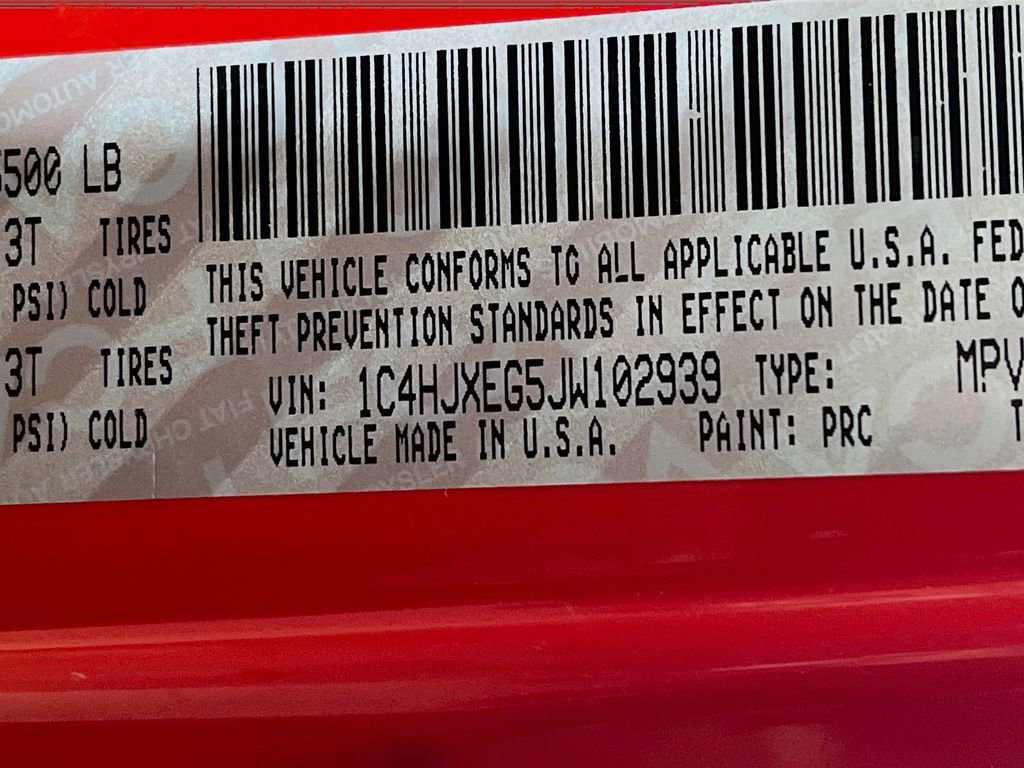 500 LB
3T TIRES
PSI) COLD
3T TIRES
PSI) COLD
THIS VEHICLE CONFORMS TO ALL APPLICABLE U.S.A. FED
THEFT PREVENTION STANDARDS IN EFFECT ON THE DATE O
VIN: 1C4HJXEG5JW102939 TYPE: MPV
VEHICLE MADE IN U.S.A. PAINT: PRC T